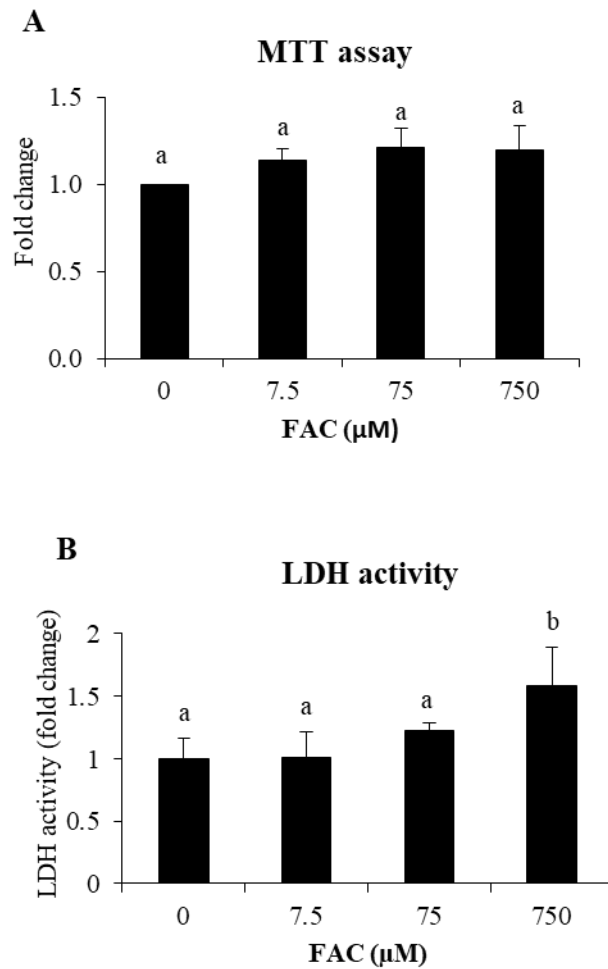 A
MTT assay
Fold change
1.5
1.0
0.5
0.0
a
a
a
a
0 7.5 75 750
FAC (µM)
B
LDH activity
LDH activity (fold change)
2
1.5
1
0.5
0
a
a
a
b
0 7.5 75 750
FAC (µM)